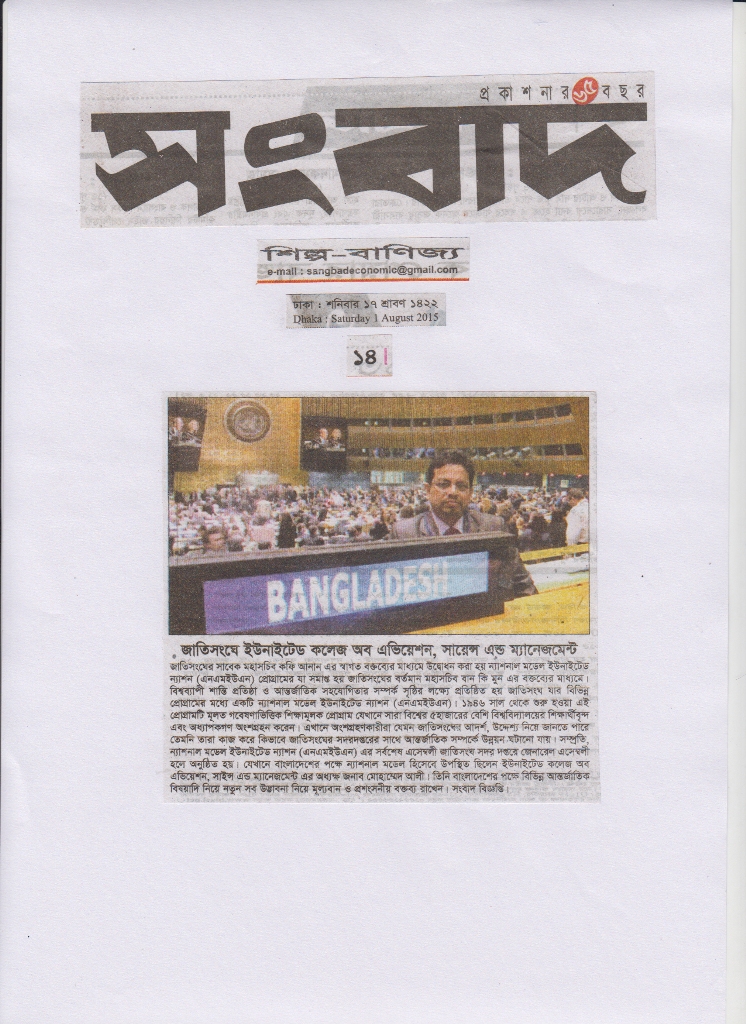 প্রকাশনার ৬৫ বছর
সংবাদ
শিল্প-বাণিজ্য
e-mail : sangbadeconomic@gmail.com
ঢাকা : শনিবার ১৭ শ্রাবণ ১৪২২
Dhaka : Saturday 1 August 2015
১৪
BANGLADESH
জাতিসংঘে ইউনাইটেড কলেজ অব এভিয়েশন, সায়েন্স এন্ড ম্যানেজমেন্ট
জাতিসংঘের সাবেক মহাসচিব কফি আনান এর স্বাগত বক্তব্যের মাধ্যমে উদ্বোধন করা হয় ন্যাশনাল মডেল ইউনাইটেড
ন্যাশন (এনএমইউএন) প্রোগ্রামের যা সমাপ্ত হয় জাতিসংঘের বর্তমান মহাসচিব বান কি মুন এর বক্তব্যের মাধ্যমে।
বিশ্বব্যাপী শান্তি প্রতিষ্ঠা ও আন্তর্জাতিক সহযোগিতার সম্পর্ক সৃষ্টির লক্ষ্যে প্রতিষ্ঠিত হয় জাতিসংঘ যার বিভিন্ন
প্রোগ্রামের মধ্যে একটি ন্যাশনাল মডেল ইউনাইটেড ন্যাশন (এনএমইউএন)। ১৯৪৬ সাল থেকে শুরু হওয়া এই
প্রোগ্রামটি মূলত গবেষণাভিত্তিক শিক্ষামূলক প্রোগ্রাম যেখানে সারা বিশ্বের ৫হাজারের বেশি বিশ্ববিদ্যালয়ের শিক্ষার্থীবৃন্দ
এবং অধ্যাপকগণ অংশগ্রহন করেন। এখানে অংশগ্রহণকারীরা যেমন জাতিসংঘের আদর্শ, উদ্দেশ্য নিয়ে জানতে পারে
তেমনি তারা কাজ করে কিভাবে জাতিসংঘের সদরদপ্তরের সাথে আন্তর্জাতিক সম্পর্কে উন্নয়ন ঘটানো যায়। সম্প্রতি,
ন্যাশনাল মডেল ইউনাইটেড ন্যাশন (এনএমইউএন) এর সর্বশেষ এসেম্বলী জাতিসংঘ সদর দপ্তরে জেনারেল এসেম্বলী
হলে অনুষ্ঠিত হয়। যেখানে বাংলাদেশের পক্ষে ন্যাশনাল মডেল হিসেবে উপস্থিত ছিলেন ইউনাইটেড কলেজ অব
এভিয়েশন, সাইন্স এন্ড ম্যানেজমেন্ট এর অধ্যক্ষ জনাব মোহাম্মেদ আলী। তিনি বাংলাদেশের পক্ষে বিভিন্ন আন্তর্জাতিক
বিষয়াদি নিয়ে নতুন সব উদ্ভাবনা নিয়ে মূল্যবান ও প্রশংসনীয় বক্তব্য রাখেন। সংবাদ বিজ্ঞপ্তি।